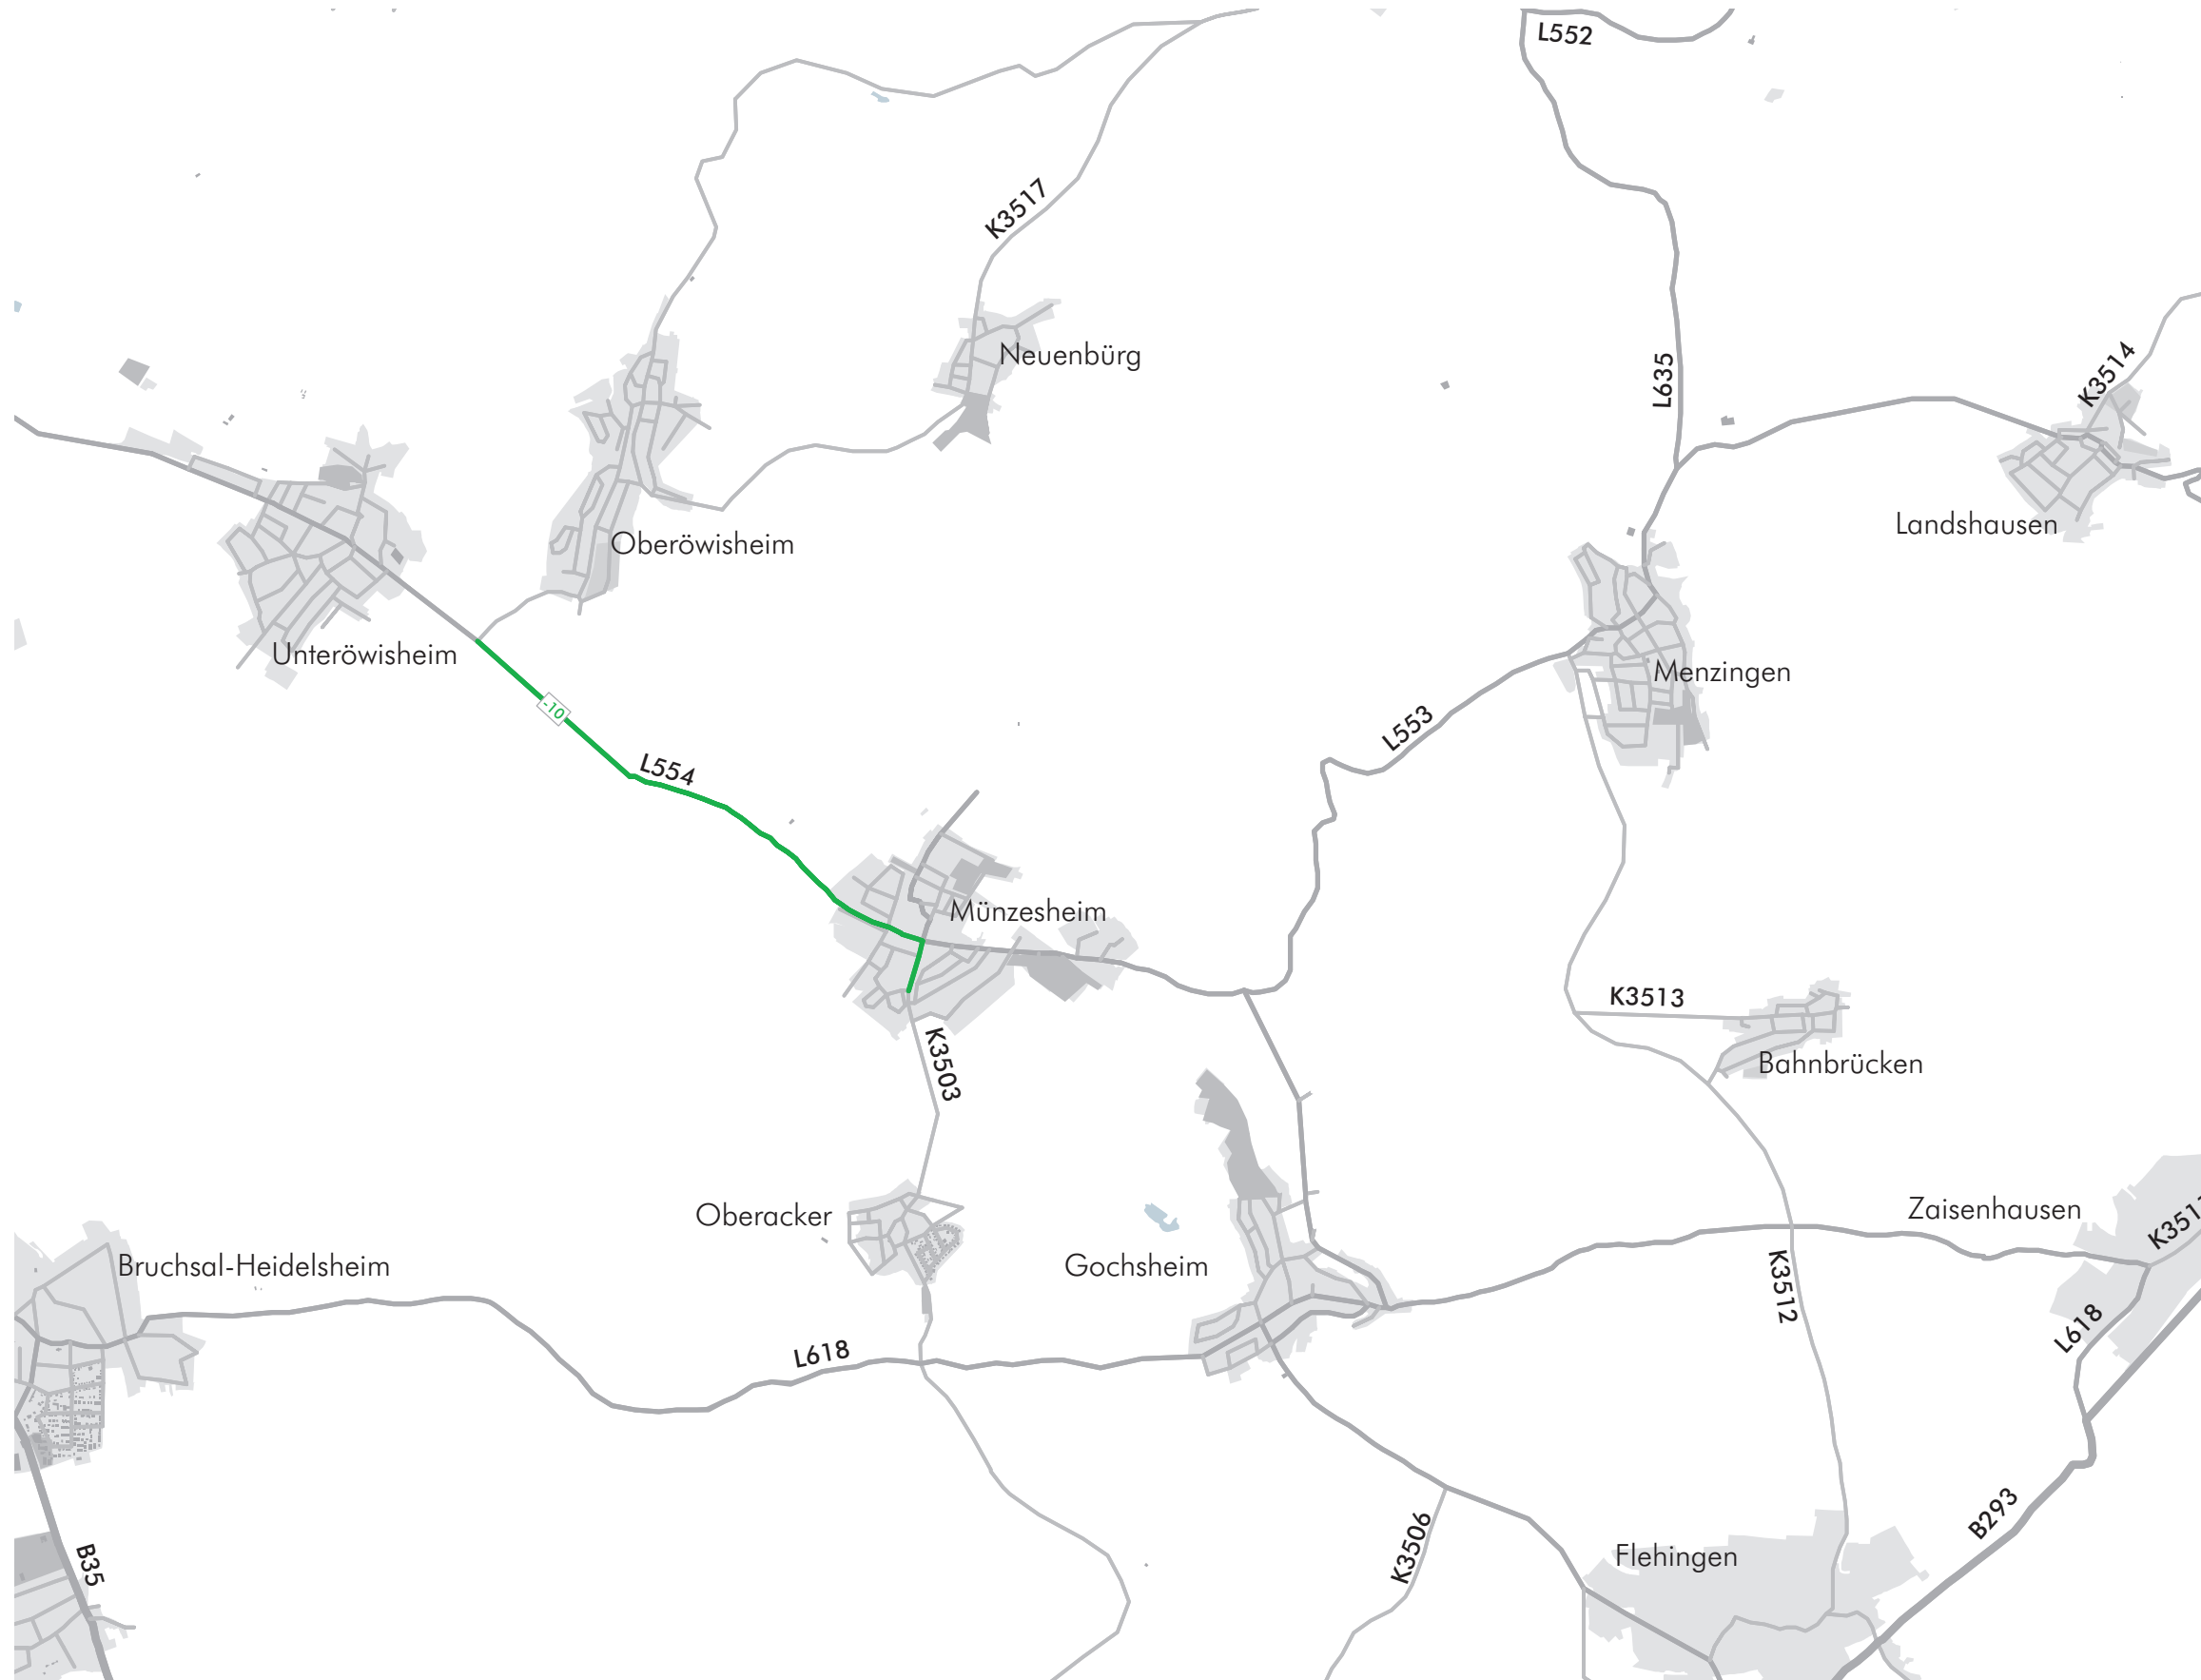 L552
K3517
Neuenbürg
L635
K3514
Landshausen
Oberöwisheim
Unteröwisheim
Menzingen
-10
L553
L554
Münzesheim
K3513
K3503
Bahnbrücken
Oberacker
Zaisenhausen
Bruchsal-Heidelsheim
Gochsheim
K3512
L618
L618
K3506
B293
Flehingen
B35